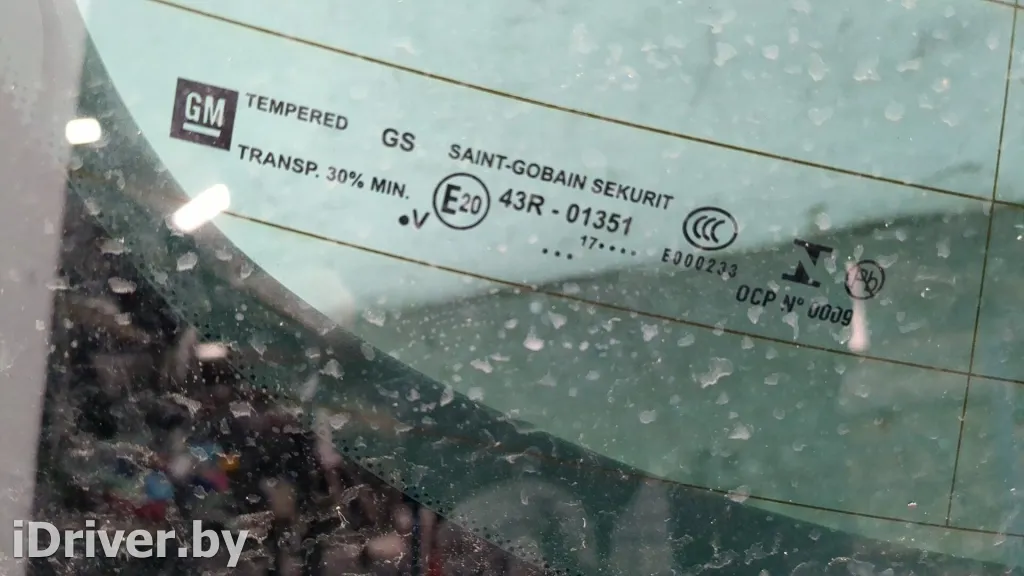 GM TEMPERED GS SAINT-GOBAIN SEKURIT
TRANSP. 30% MIN. E20 43R - 01351 CCC
•V ... 17•••• E000233 N Pb
OCP N° 0009
iDriver.by